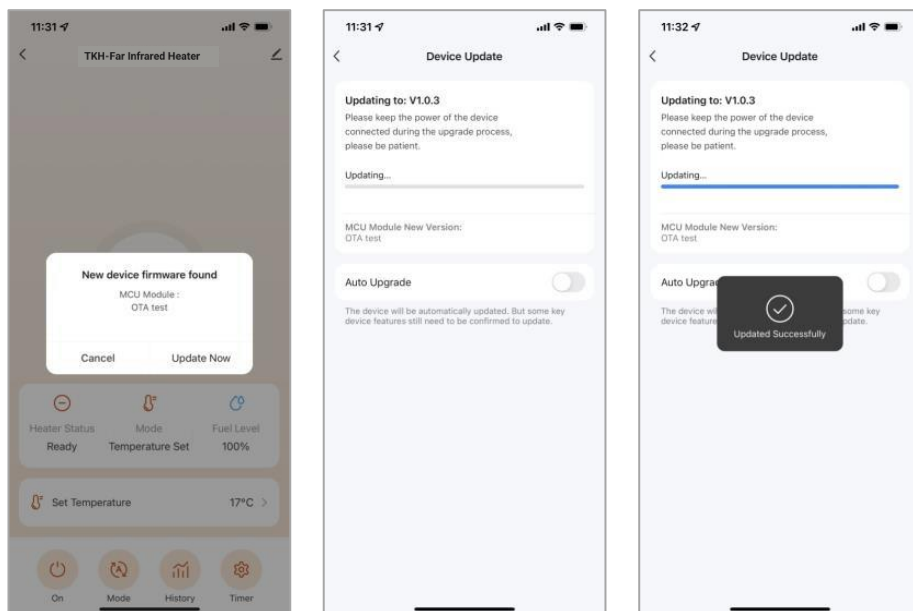 11:31
TKH-Far Infrared Heater
New device firmware found
MCU Module :
OTA test
Cancel
Update Now
Heater Status
Mode
Fuel Level
Ready
Temperature Set
100%
Set Temperature
17°C
On
Mode
History
Timer
11:31
Device Update
Updating to: V1.0.3
Please keep the power of the device
connected during the upgrade process,
please be patient.
Updating...
MCU Module New Version:
OTA test
Auto Upgrade
The device will be automatically updated. But some key
device features still need to be confirmed to update.
11:32
Device Update
Updating to: V1.0.3
Please keep the power of the device
connected during the upgrade process,
please be patient.
Updating...
MCU Module New Version:
OTA test
Auto Upgra
The device wil
some key
device feature
pdate.
Updated Successfully